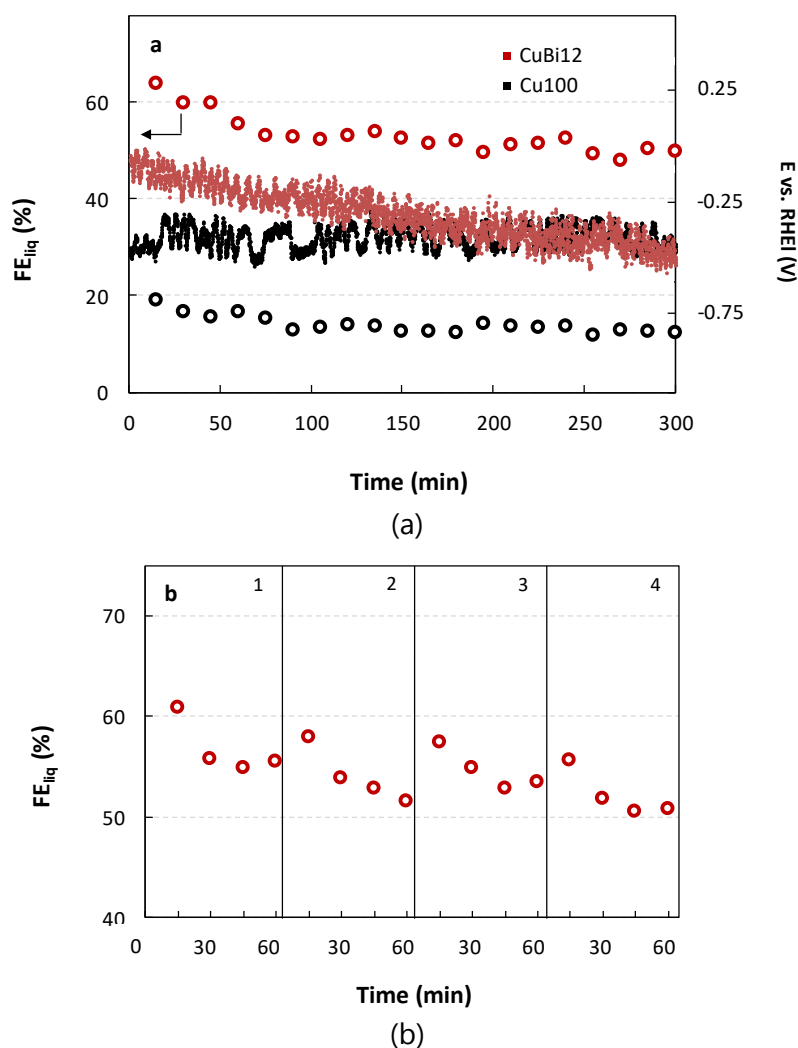 a
CuBi12
Cu100
60
40
20
0
0.25
-0.25
-0.75
FEliq (%)
E vs. RHEI (V)
0 50 100 150 200 250 300
Time (min)
(a)
b
1 2 3 4
70
60
50
40
FEliq (%)
0 30 60 30 60 30 60 30 60
Time (min)
(b)